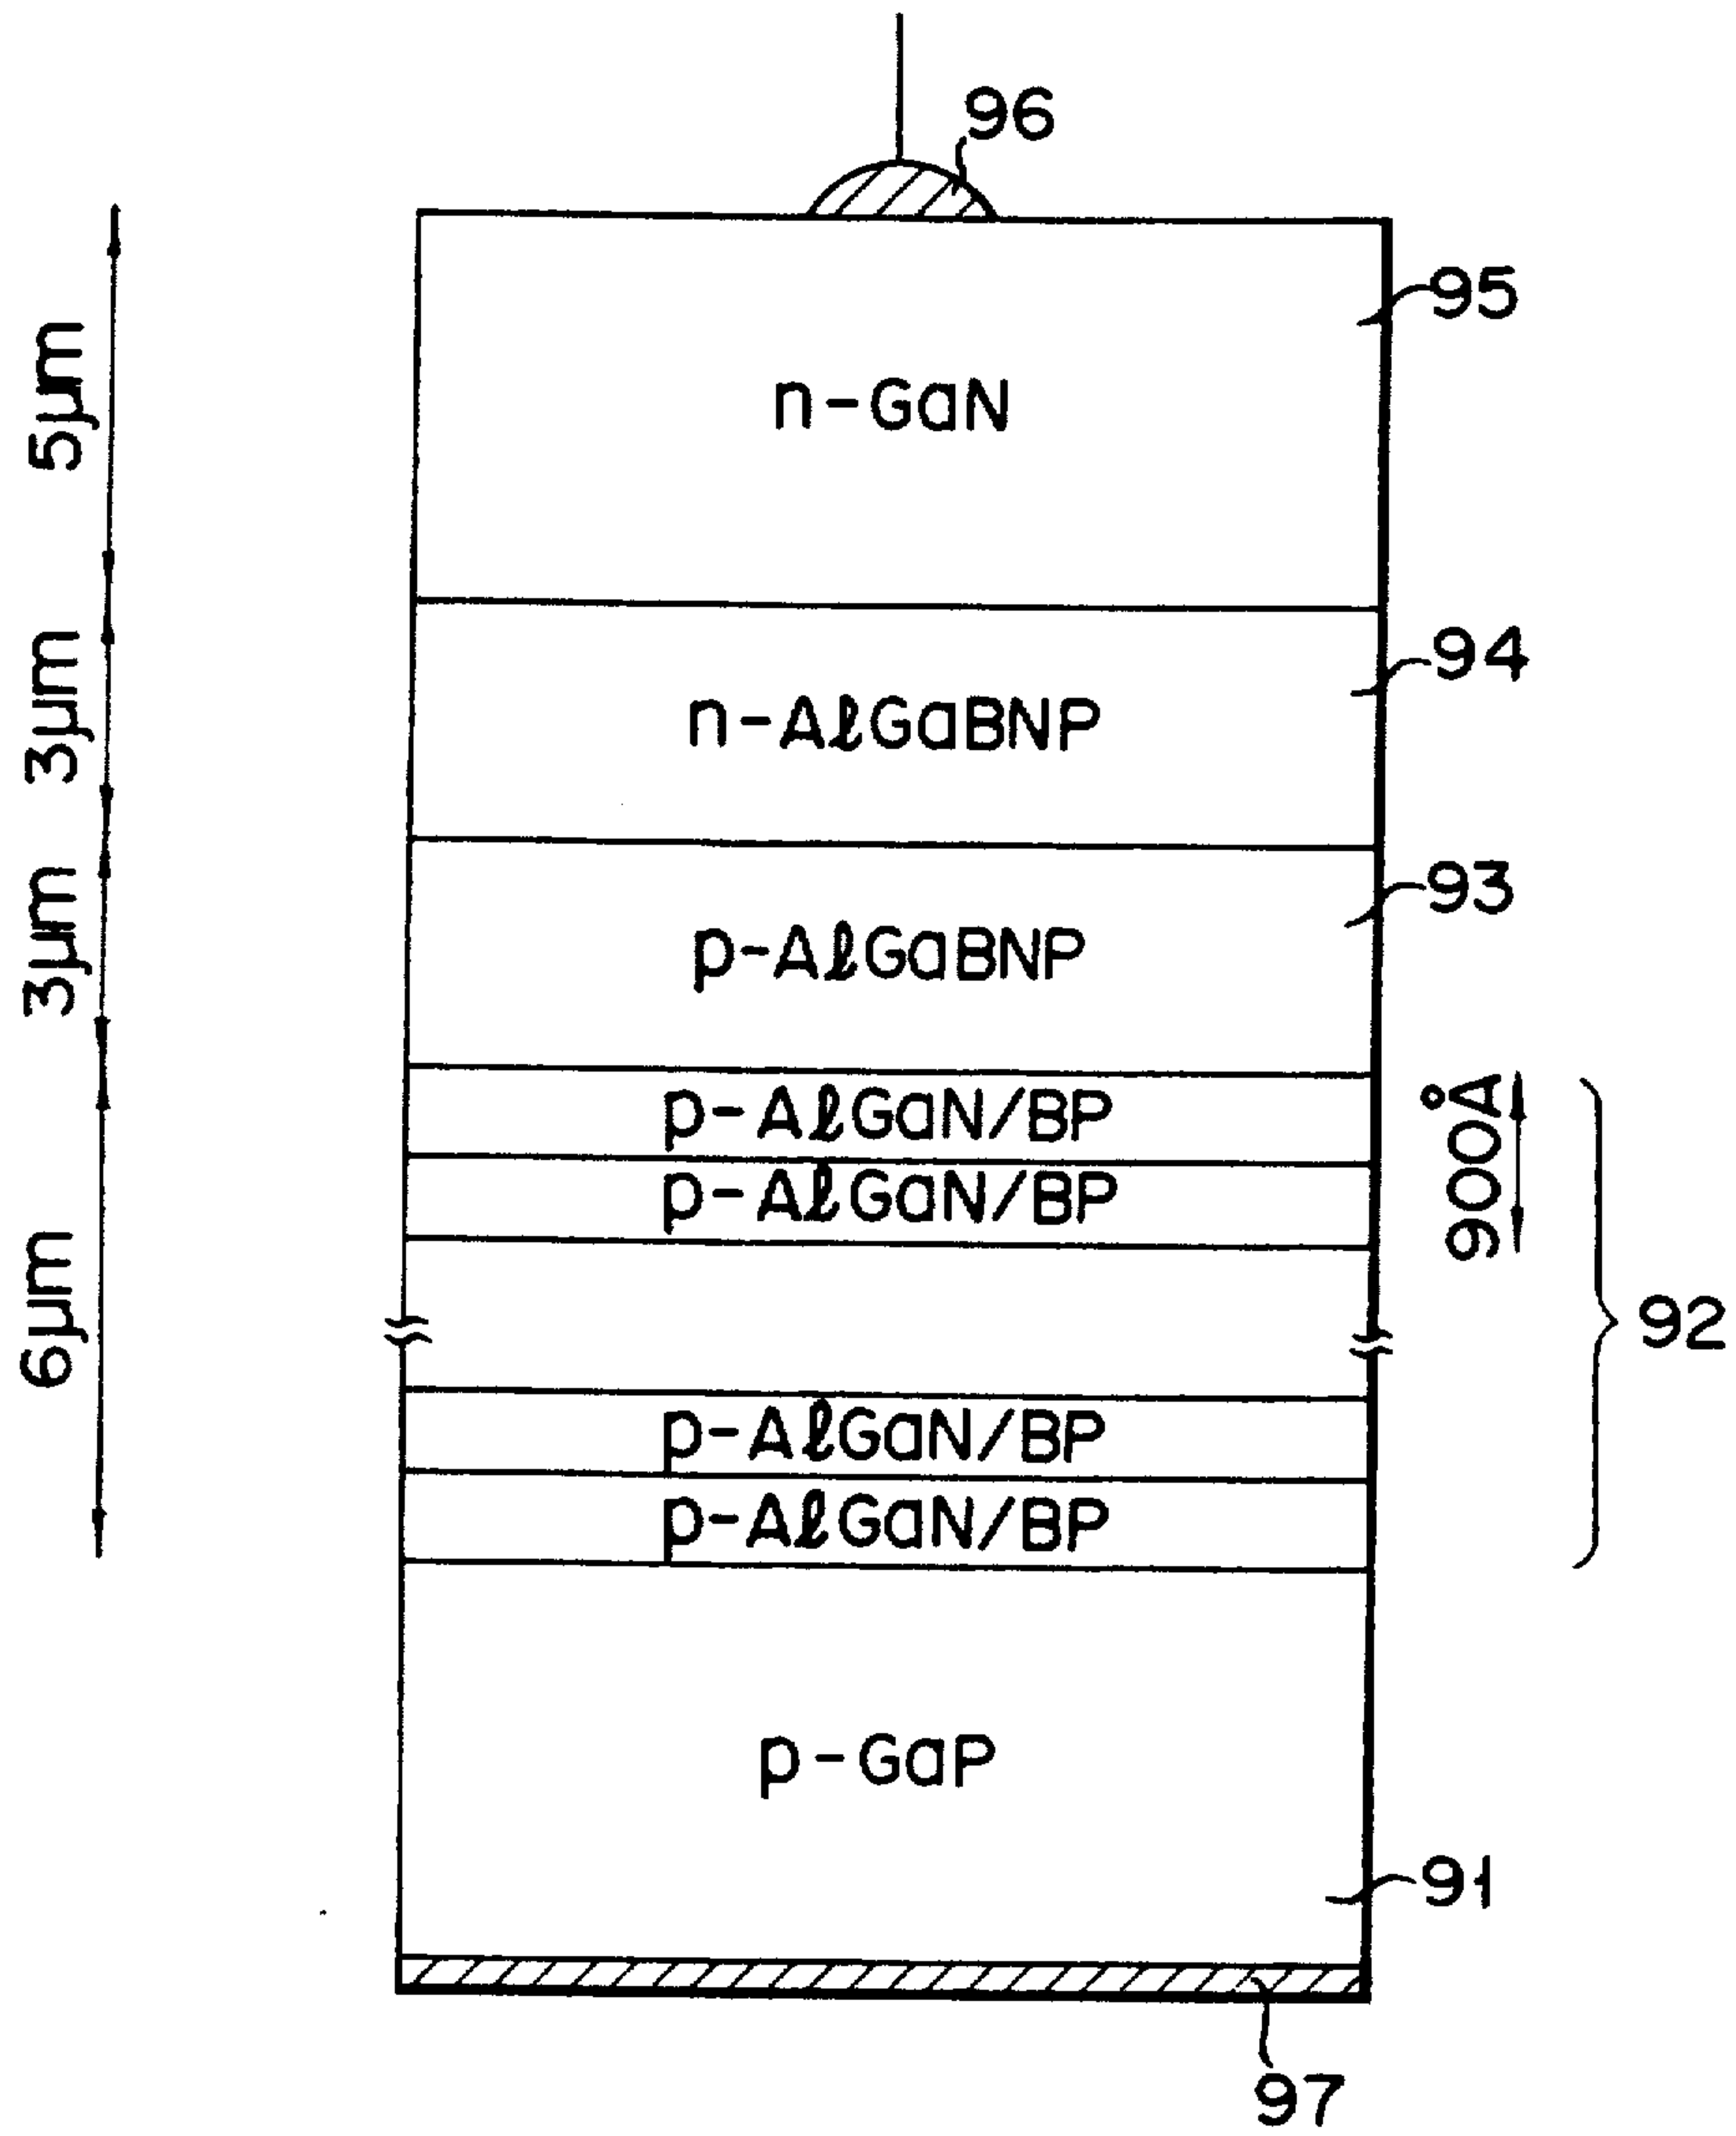 96
95
5μm
n-GaN
94
3μm
n-AlGaBNP
93
3μm
p-AlGaBNP
p-AlGaN/BP
900Å
p-AlGaN/BP
6μm
92
p-AlGaN/BP
p-AlGaN/BP
p-GaP
91
97